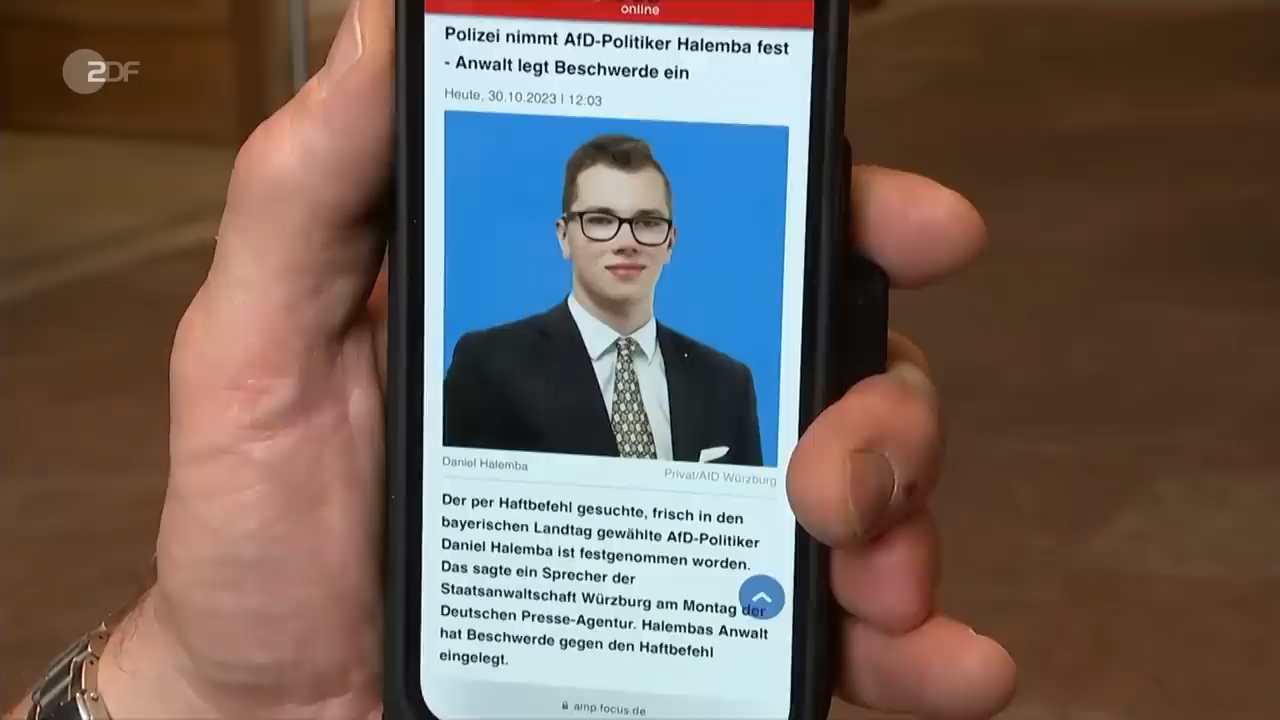 ZDF
online
Polizei nimmt AfD-Politiker Halemba fest
- Anwalt legt Beschwerde ein
Heute, 30.10.2023 | 12:03
Daniel Halemba
Privat/AfD Würzburg
Der per Haftbefehl gesuchte, frisch in den
bayerischen Landtag gewählte AfD-Politiker
Daniel Halemba ist festgenommen worden.
Das sagte ein Sprecher der
Staatsanwaltschaft Würzburg am Montag der
Deutschen Presse-Agentur. Halembas Anwalt
hat Beschwerde gegen den Haftbefehl
eingelegt.
amp.focus.de